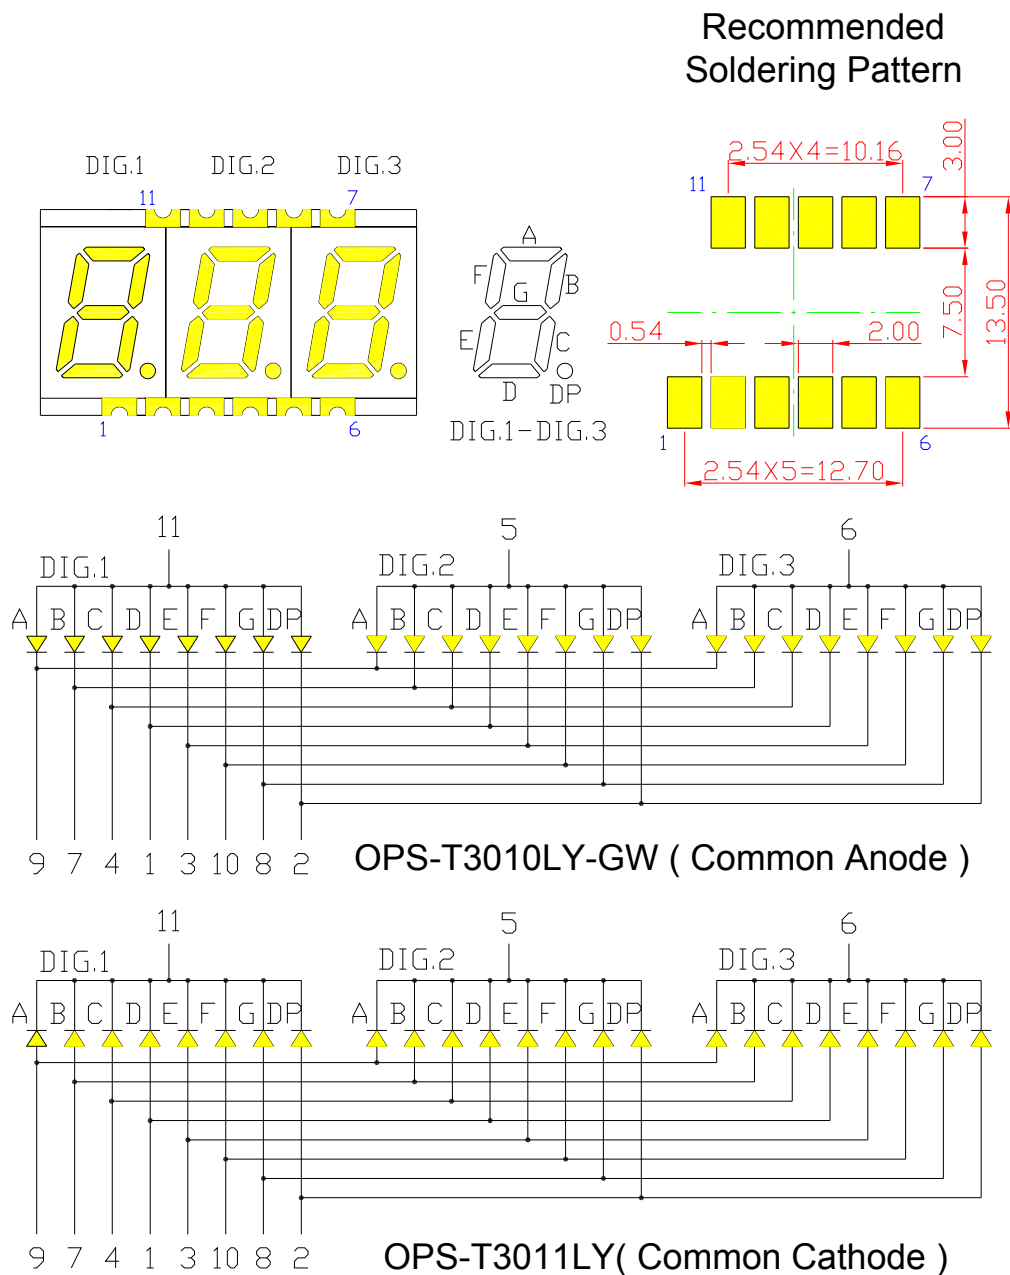 Recommended
Soldering Pattern
DIG.1 DIG.2 DIG.3
11 7
1 6
A
F B
G
E C
D DP
DIG.1-DIG.3
2.54X4=10.16
3.00
11 7
7.50
13.50
0.54 2.00
1 6
2.54X5=12.70
11 5 6
DIG.1 DIG.2 DIG.3
A B C D E F G DP A B C D E F G DP A B C D E F G DP
9 7 4 1 3 10 8 2
OPS-T3010LY-GW ( Common Anode )
11 5 6
DIG.1 DIG.2 DIG.3
A B C D E F G DP A B C D E F G DP A B C D E F G DP
9 7 4 1 3 10 8 2
OPS-T3011LY( Common Cathode )